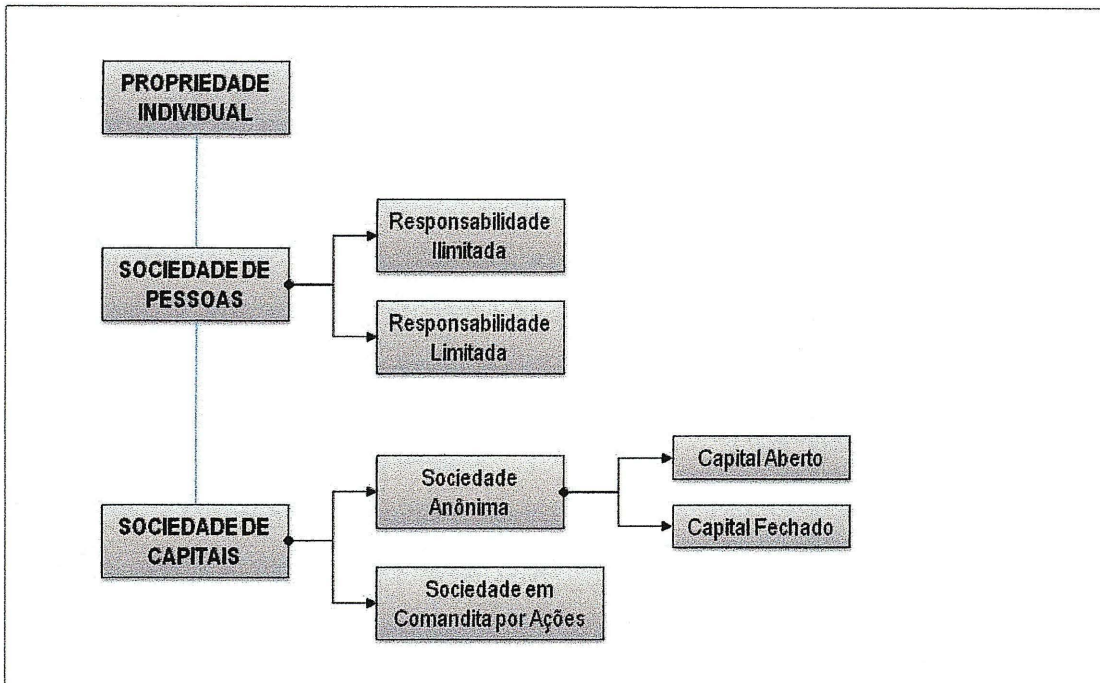 PROPRIEDADE
INDIVIDUAL
SOCIEDADE DE
PESSOAS
Responsabilidade
Ilimitada
Responsabilidade
Limitada
SOCIEDADE DE
CAPITAIS
Sociedade
Anônima
Capital Aberto
Capital Fechado
Sociedade em
Comandita por Ações